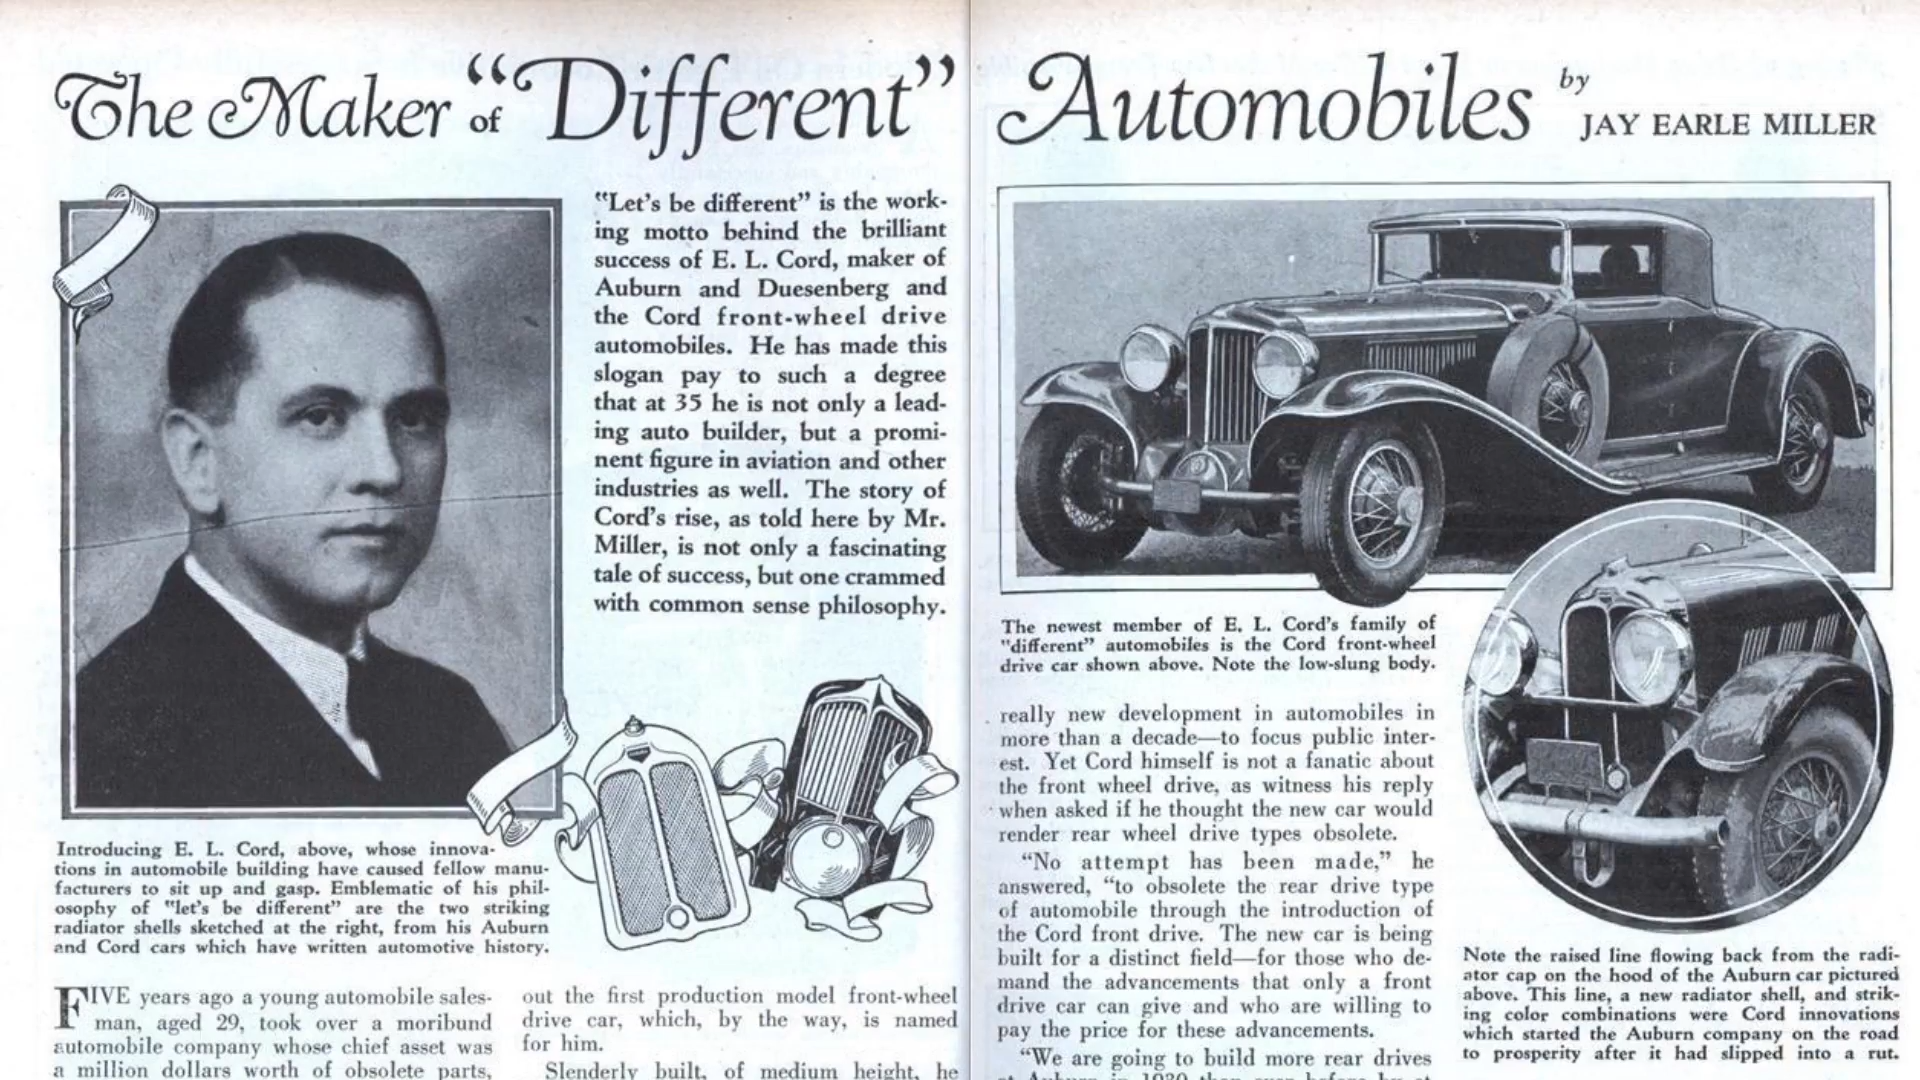 The Maker of "Different" Automobiles by
JAY EARLE MILLER
"Let's be different" is the work-
ing motto behind the brilliant
success of E. L. Cord, maker of
Auburn and Duesenberg and
the Cord front-wheel drive
automobiles. He has made this
slogan pay to such a degree
that at 35 he is not only a lead-
ing auto builder, but a promi-
nent figure in aviation and other
industries as well. The story of
Cord's rise, as told here by Mr.
Miller, is not only a fascinating
tale of success, but one crammed
with common sense philosophy.
Introducing E. L. Cord, above, whose innova-
tions in automobile building have caused fellow manu-
facturers to sit up and gasp. Emblematic of his phil-
osophy of "let's be different" are the two striking
radiator shells sketched at the right, from his Auburn
and Cord cars which have written automotive history.
FIVE years ago a young automobile sales-
man, aged 29, took over a moribund
automobile company whose chief asset was
a million dollars worth of obsolete parts,
out the first production model front-wheel
drive car, which, by the way, is named
for him.
Slenderly built, of medium height, he
The newest member of E. L. Cord's family of
"different" automobiles is the Cord front-wheel
drive car shown above. Note the low-slung body.
really new development in automobiles in
more than a decade—to focus public inter-
est. Yet Cord himself is not a fanatic about
the front wheel drive, as witness his reply
when asked if he thought the new car would
render rear wheel drive types obsolete.
"No attempt has been made," he
answered, "to obsolete the rear drive type
of automobile through the introduction of
the Cord front drive. The new car is being
built for a distinct field—for those who de-
mand the advancements that only a front
drive car can give and who are willing to
pay the price for these advancements.
"We are going to build more rear drives
at Auburn in 1930 than ever before
Note the raised line flowing back from the radi-
ator cap on the hood of the Auburn car pictured
above. This line, a new radiator shell, and strik-
ing color combinations were Cord innovations
which started the Auburn company on the road
to prosperity after it had slipped into a rut.